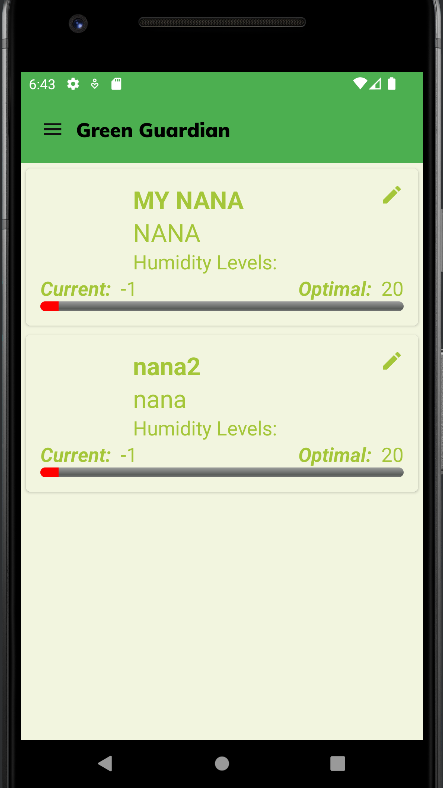 6:43
Green Guardian
MY NANA
NANA
Humidity Levels:
Current: -1 Optimal: 20
nana2
nana
Humidity Levels:
Current: -1 Optimal: 20